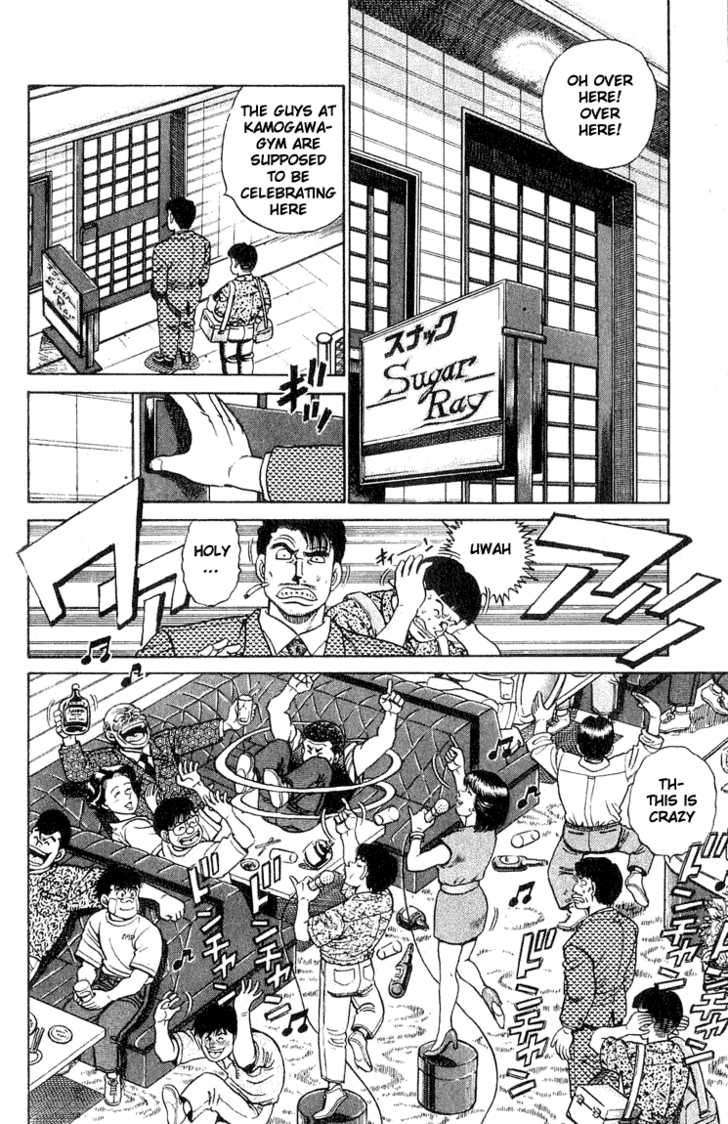 OH OVER
HERE!
OVER
HERE!
スナック
Sugar
Ray
THE GUYS AT
KAMOGAWA-
GYM ARE
SUPPOSED
TO BE
CELEBRATING
HERE
HOLY
...
UWAH
TH-
THIS IS
CRAZY
ドンチャン
ドンチャン
ドンチャン
ドンチャン